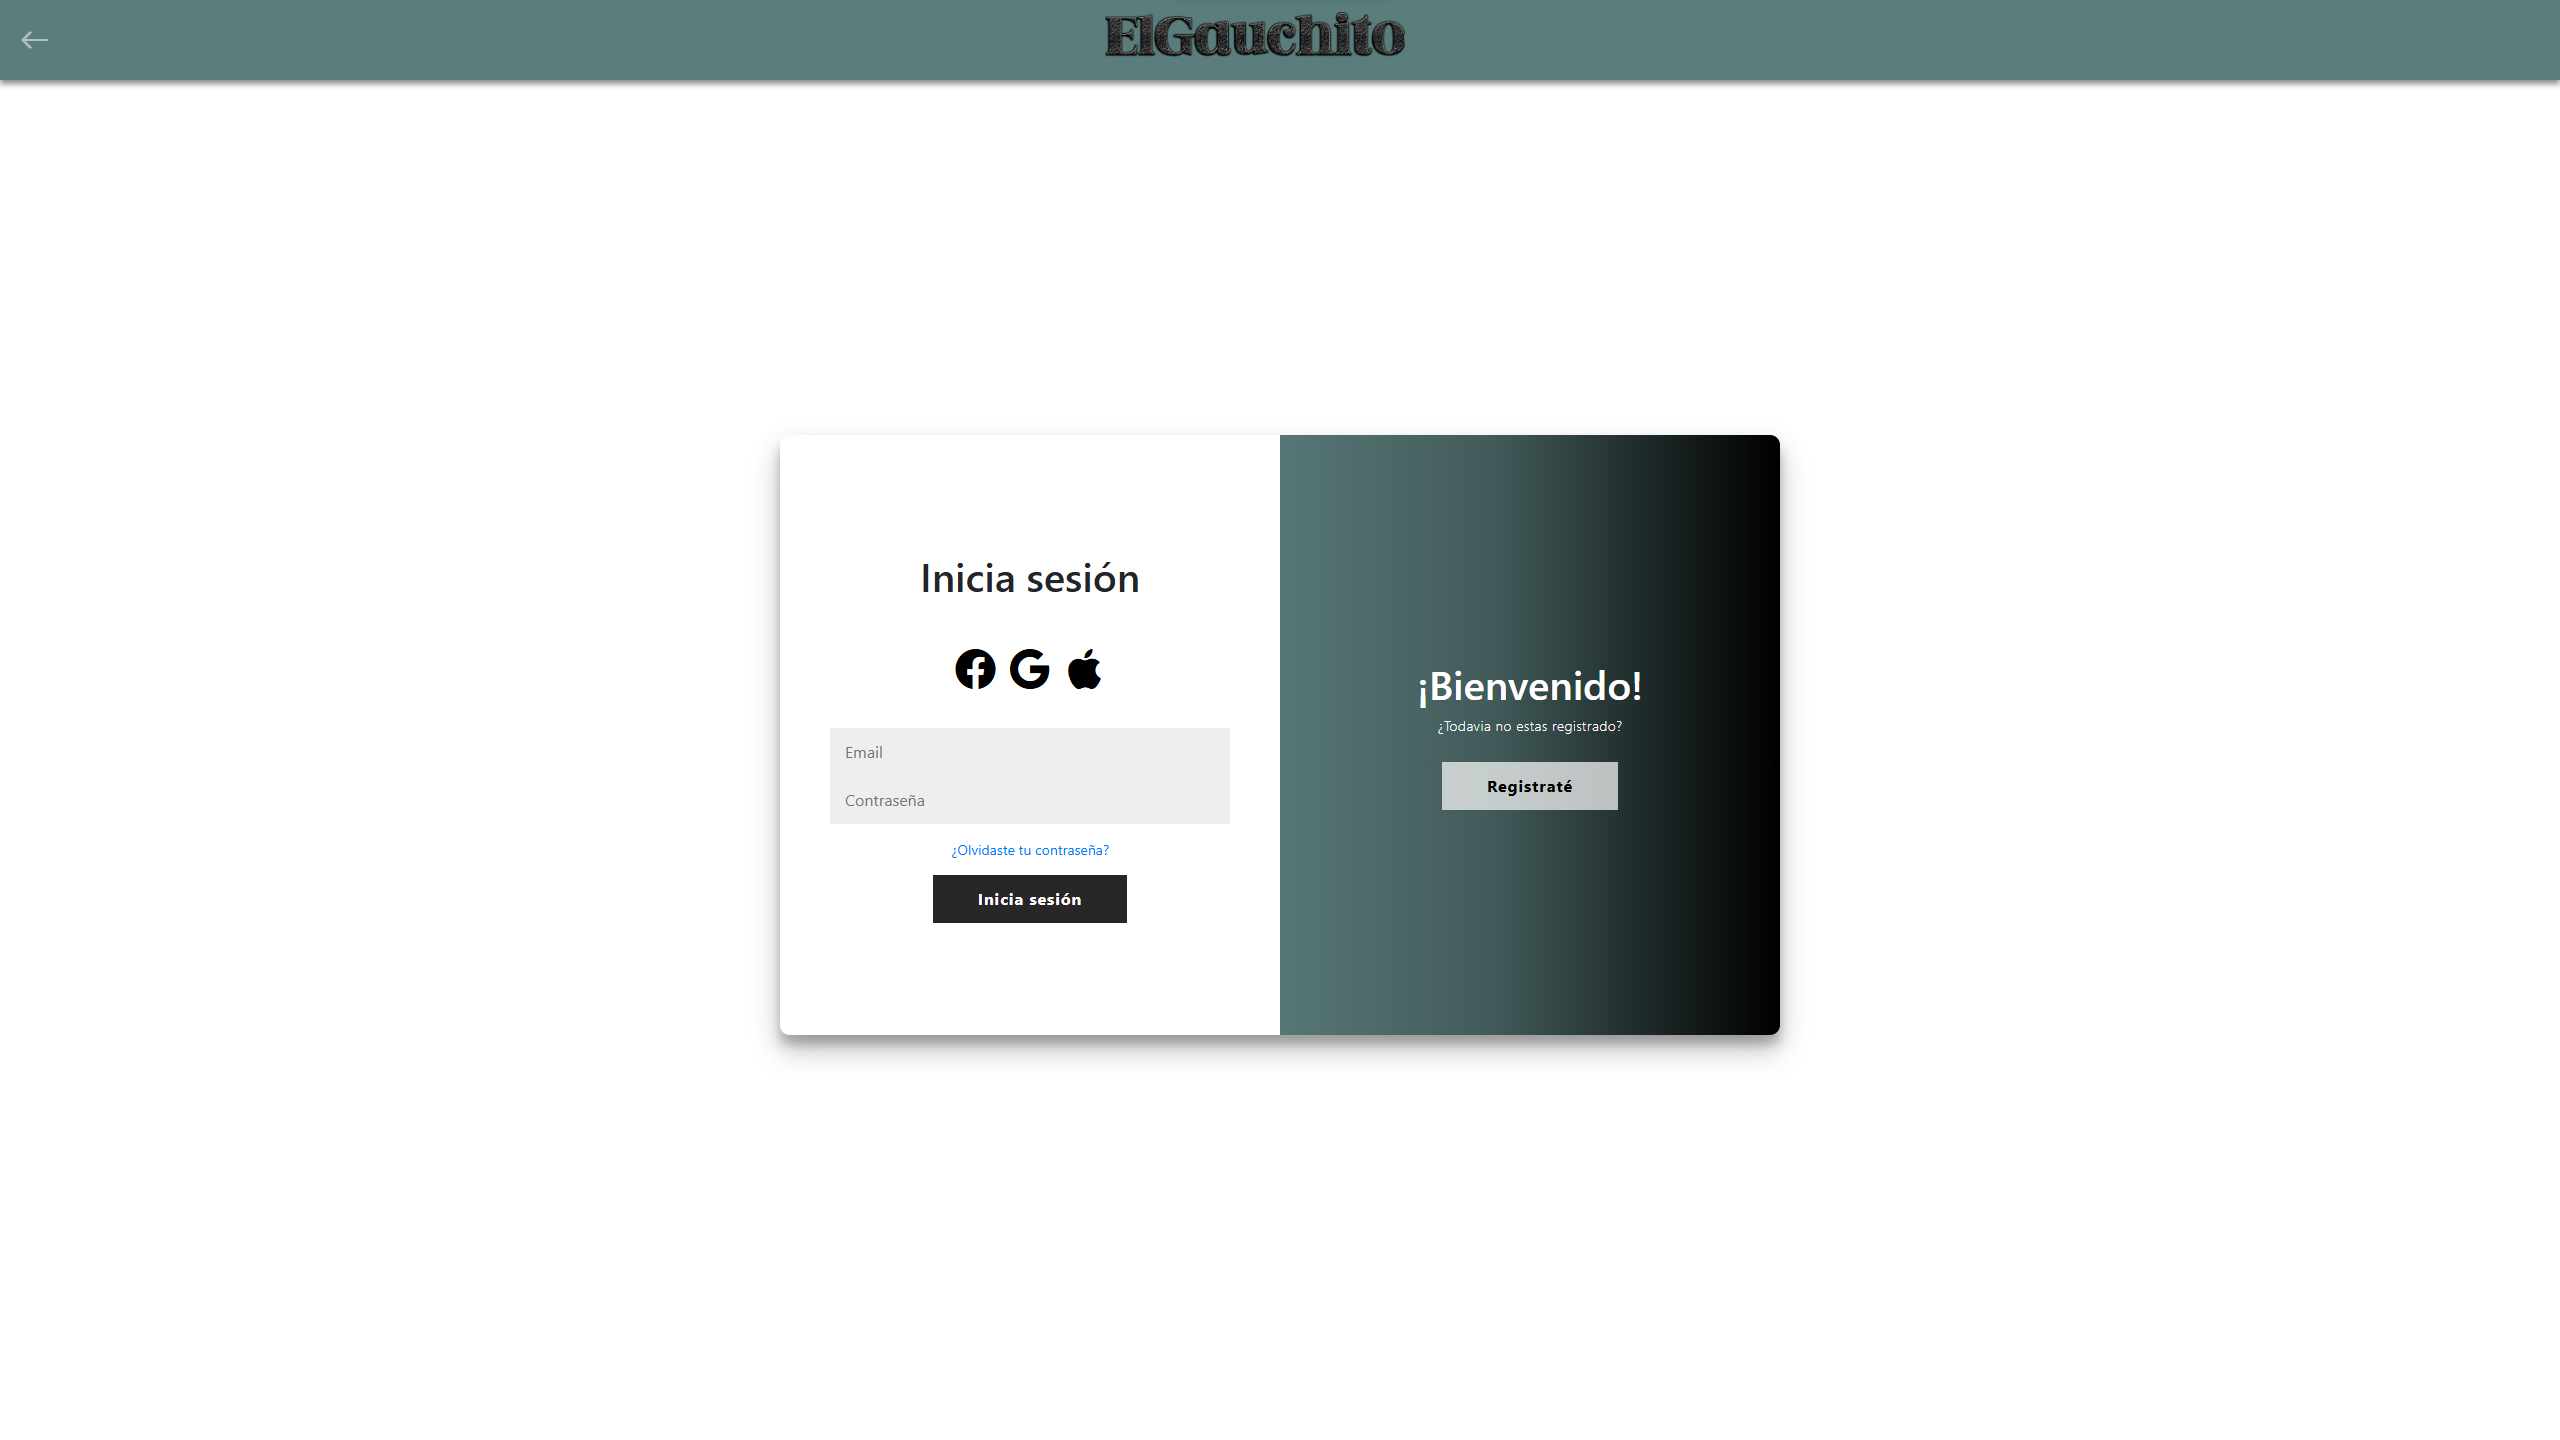 ElGauchito
Inicia sesión
Email
Contraseña
¿Olvidaste tu contraseña?
Inicia sesión
¡Bienvenido!
¿Todavia no estas registrado?
Registraté